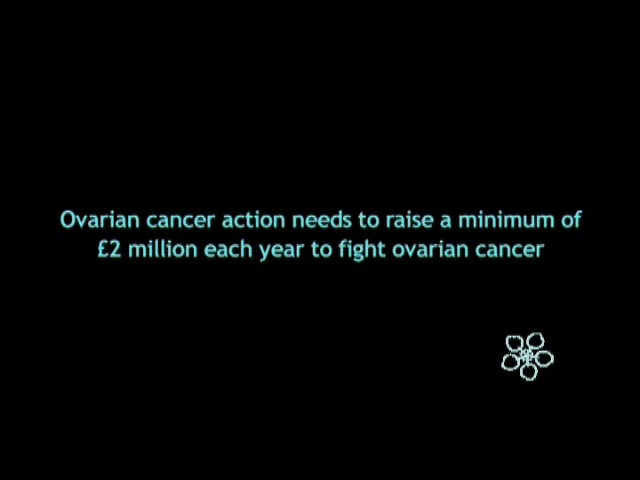 Ovarian cancer action needs to raise a minimum of
£2 million each year to fight ovarian cancer